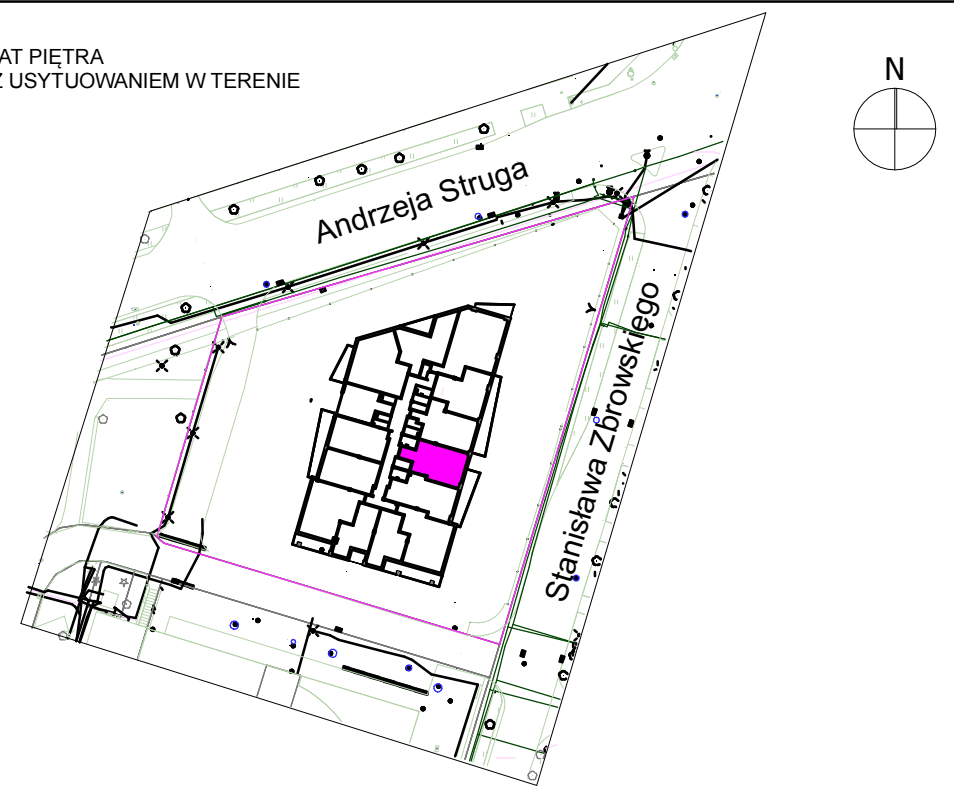 AT PIĘTRA
Z USYTUOWANIEM W TERENIE
N
Andrzeja Struga
Stanisława Zbrowskiego